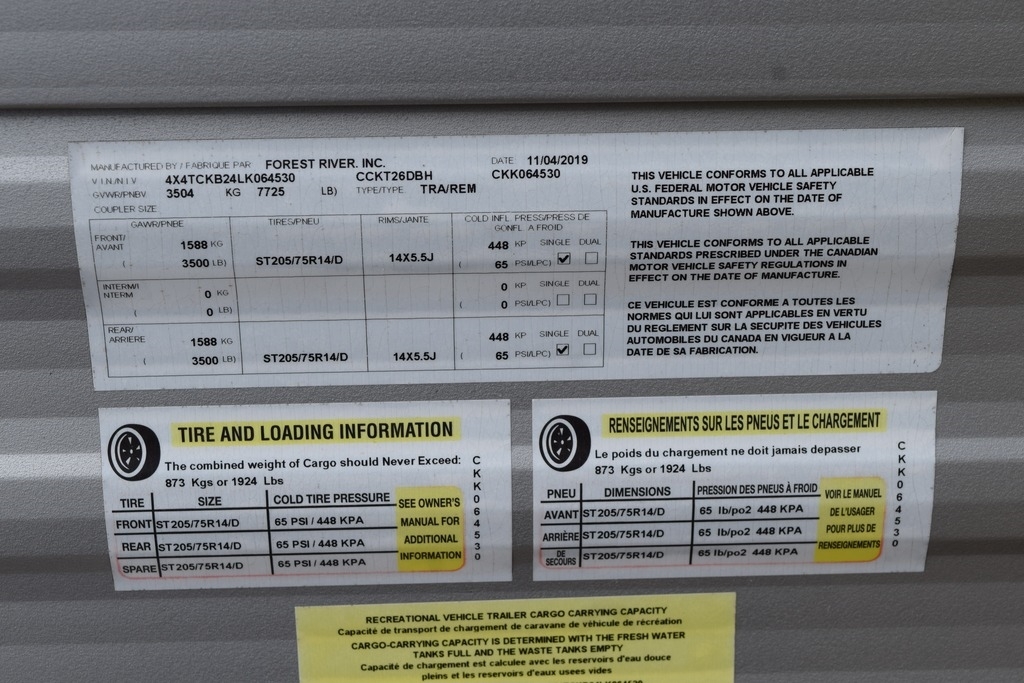 MANUFACTURED BY / FABRIQUE PAR FOREST RIVER. INC. DATE 11/04/2019
V I N /N I V 4X4TCKB24LK064530 CCKT26DBH CKK064530
GVWR/PNBV 3504 KG 7725 LB) TYPE/TYPE TRA/REM
COUPLER SIZE
GAWR/PNBE TIRES/PNEU RIMS/JANTE COLD INFL. PRESS/PRESS DE
GONFL. A FROID
FRONT/
AVANT 1588 KG 448 KP SINGLE DUAL
( 3500 LB) ST205/75R14/D 14X5.5J ( 65 PSI/LPC)
INTERM/I
NTERM 0 KG 0 KP SINGLE DUAL
( 0 LB) ( 0 PSI/LPC)
REAR/
ARRIERE 1588 KG 448 KP SINGLE DUAL
( 3500 LB) ST205/75R14/D 14X5.5J ( 65 PSI/LPC)
THIS VEHICLE CONFORMS TO ALL APPLICABLE
U.S. FEDERAL MOTOR VEHICLE SAFETY
STANDARDS IN EFFECT ON THE DATE OF
MANUFACTURE SHOWN ABOVE.
THIS VEHICLE CONFORMS TO ALL APPLICABLE
STANDARDS PRESCRIBED UNDER THE CANADIAN
MOTOR VEHICLE SAFETY REGULATIONS IN
EFFECT ON THE DATE OF MANUFACTURE.
CE VEHICULE EST CONFORME A TOUTES LES
NORMES QUI LUI SONT APPLICABLES EN VERTU
DU REGLEMENT SUR LA SECUPITE DES VEHICULES
AUTOMOBILES DU CANADA EN VIGUEUR A LA
DATE DE SA FABRICATION.
TIRE AND LOADING INFORMATION
The combined weight of Cargo should Never Exceed:
873 Kgs or 1924 Lbs
TIRE SIZE COLD TIRE PRESSURE
FRONT ST205/75R14/D 65 PSI / 448 KPA
REAR ST205/75R14/D 65 PSI / 448 KPA
SPARE ST205/75R14/D 65 PSI / 448 KPA
SEE OWNER'S
MANUAL FOR
ADDITIONAL
INFORMATION
CKK064530
RENSEIGNEMENTS SUR LES PNEUS ET LE CHARGEMENT
Le poids du chargement ne doit jamais depasser
873 Kgs or 1924 Lbs
PNEU DIMENSIONS PRESSION DES PNEUS À FROID
AVANT ST205/75R14/D 65 lb/po2 448 KPA
ARRIÈRE ST205/75R14/D 65 lb/po2 448 KPA
DE
SECOURS ST205/75R14/D 65 lb/po2 448 KPA
VOIR LE MANUEL
DE L'USAGER
POUR PLUS DE
RENSEIGNEMENTS
CKK064530
RECREATIONAL VEHICLE TRAILER CARGO CARRYING CAPACITY
Capacité de transport de chargement de caravane de véhicule de récréation
CARGO-CARRYING CAPACITY IS DETERMINED WITH THE FRESH WATER
TANKS FULL AND THE WASTE TANKS EMPTY
Capacité de chargement est calculee avec les reservoirs d'eau douce
pleins et les reservoirs d'eaux usees vides